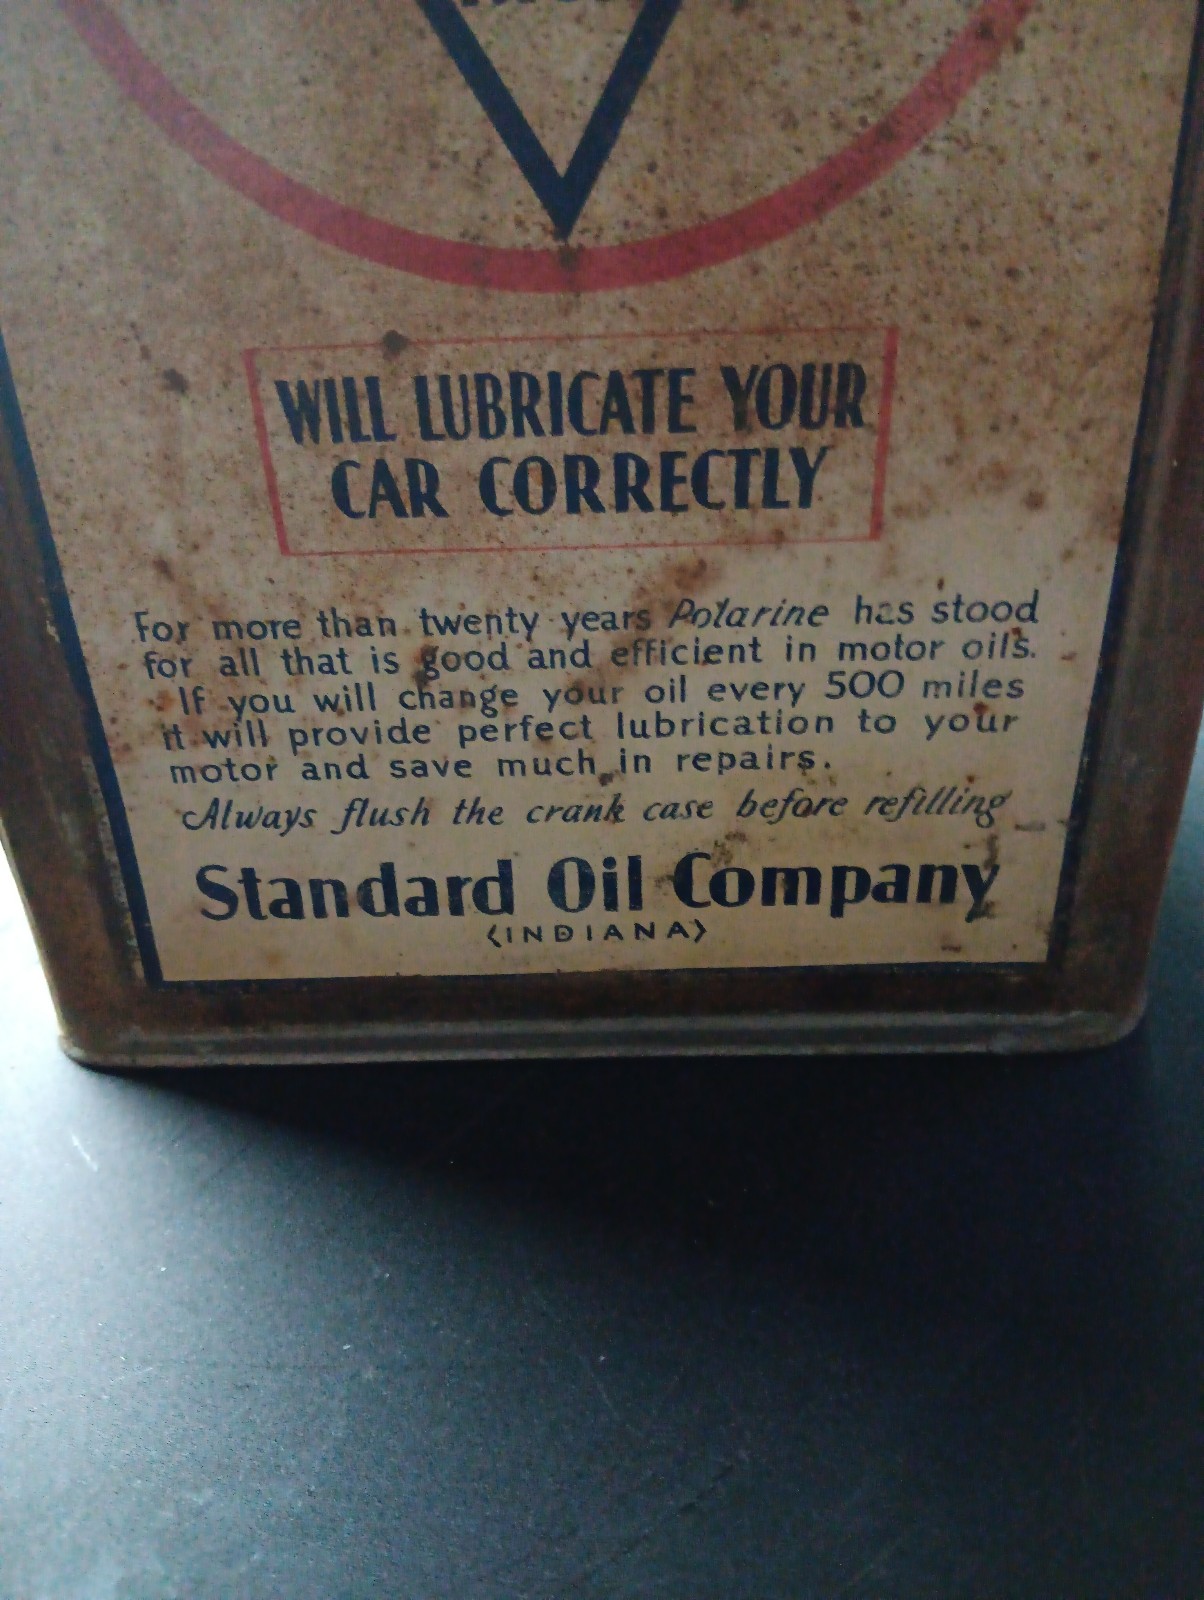 WILL LUBRICATE YOUR
CAR CORRECTLY
For more than twenty years Polarine has stood
for all that is good and efficient in motor oils.
If you will change your oil every 500 miles
it will provide perfect lubrication to your
motor and save much in repairs.
Always flush the crank case before refilling
Standard Oil Company
<INDIANA>